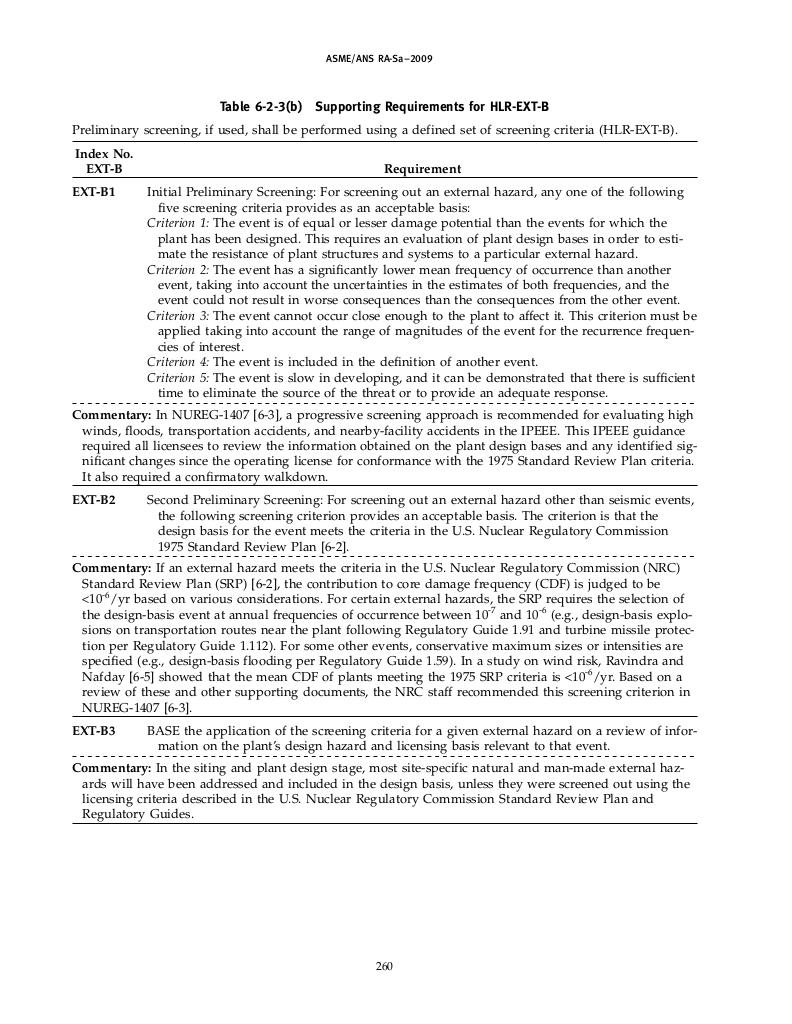 ASME/ANS RA-Sa–2009
Table 6-2-3(b) Supporting Requirements for HLR-EXT-B
Preliminary screening, if used, shall be performed using a defined set of screening criteria (HLR-EXT-B).
Index No.
EXT-B Requirement
EXT-B1 Initial Preliminary Screening: For screening out an external hazard, any one of the following
five screening criteria provides as an acceptable basis:
Criterion 1: The event is of equal or lesser damage potential than the events for which the
plant has been designed. This requires an evaluation of plant design bases in order to esti-
mate the resistance of plant structures and systems to a particular external hazard.
Criterion 2: The event has a significantly lower mean frequency of occurrence than another
event, taking into account the uncertainties in the estimates of both frequencies, and the
event could not result in worse consequences than the consequences from the other event.
Criterion 3: The event cannot occur close enough to the plant to affect it. This criterion must be
applied taking into account the range of magnitudes of the event for the recurrence frequen-
cies of interest.
Criterion 4: The event is included in the definition of another event.
Criterion 5: The event is slow in developing, and it can be demonstrated that there is sufficient
time to eliminate the source of the threat or to provide an adequate response.
Commentary: In NUREG-1407 [6-3], a progressive screening approach is recommended for evaluating high
winds, floods, transportation accidents, and nearby-facility accidents in the IPEEE. This IPEEE guidance
required all licensees to review the information obtained on the plant design bases and any identified sig-
nificant changes since the operating license for conformance with the 1975 Standard Review Plan criteria.
It also required a confirmatory walkdown.
EXT-B2 Second Preliminary Screening: For screening out an external hazard other than seismic events,
the following screening criterion provides an acceptable basis. The criterion is that the
design basis for the event meets the criteria in the U.S. Nuclear Regulatory Commission
1975 Standard Review Plan [6-2].
Commentary: If an external hazard meets the criteria in the U.S. Nuclear Regulatory Commission (NRC)
Standard Review Plan (SRP) [6-2], the contribution to core damage frequency (CDF) is judged to be
<10⁻⁶/yr based on various considerations. For certain external hazards, the SRP requires the selection of
the design-basis event at annual frequencies of occurrence between 10⁻⁷ and 10⁻⁶ (e.g., design-basis explo-
sions on transportation routes near the plant following Regulatory Guide 1.91 and turbine missile protec-
tion per Regulatory Guide 1.112). For some other events, conservative maximum sizes or intensities are
specified (e.g., design-basis flooding per Regulatory Guide 1.59). In a study on wind risk, Ravindra and
Nafday [6-5] showed that the mean CDF of plants meeting the 1975 SRP criteria is <10⁻⁶/yr. Based on a
review of these and other supporting documents, the NRC staff recommended this screening criterion in
NUREG-1407 [6-3].
EXT-B3 BASE the application of the screening criteria for a given external hazard on a review of infor-
mation on the plant's design hazard and licensing basis relevant to that event.
Commentary: In the siting and plant design stage, most site-specific natural and man-made external haz-
ards will have been addressed and included in the design basis, unless they were screened out using the
licensing criteria described in the U.S. Nuclear Regulatory Commission Standard Review Plan and
Regulatory Guides.
260